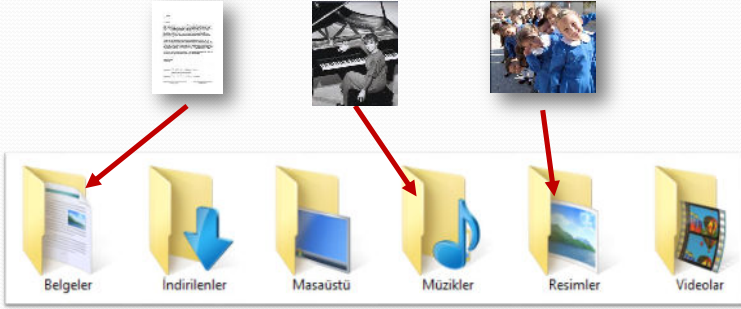 Belgeler
İndirilenler
Masaüstü
Müzikler
Resimler
Videolar